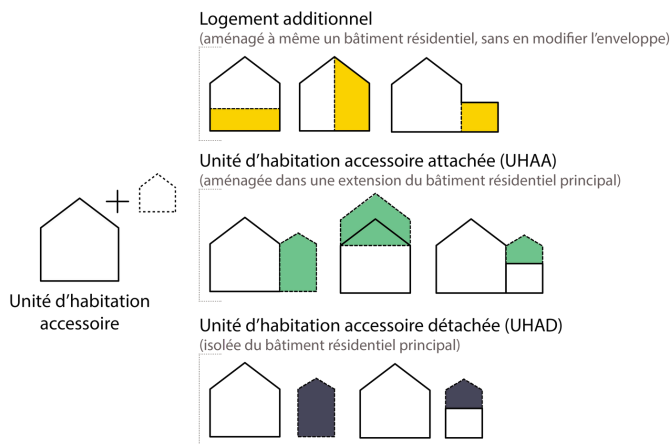 Logement additionnel
(aménagé à même un bâtiment résidentiel, sans en modifier l'enveloppe)
Unité d'habitation accessoire attachée (UHAA)
(aménagée dans une extension du bâtiment résidentiel principal)
Unité d'habitation
accessoire
Unité d'habitation accessoire détachée (UHAD)
(isolée du bâtiment résidentiel principal)